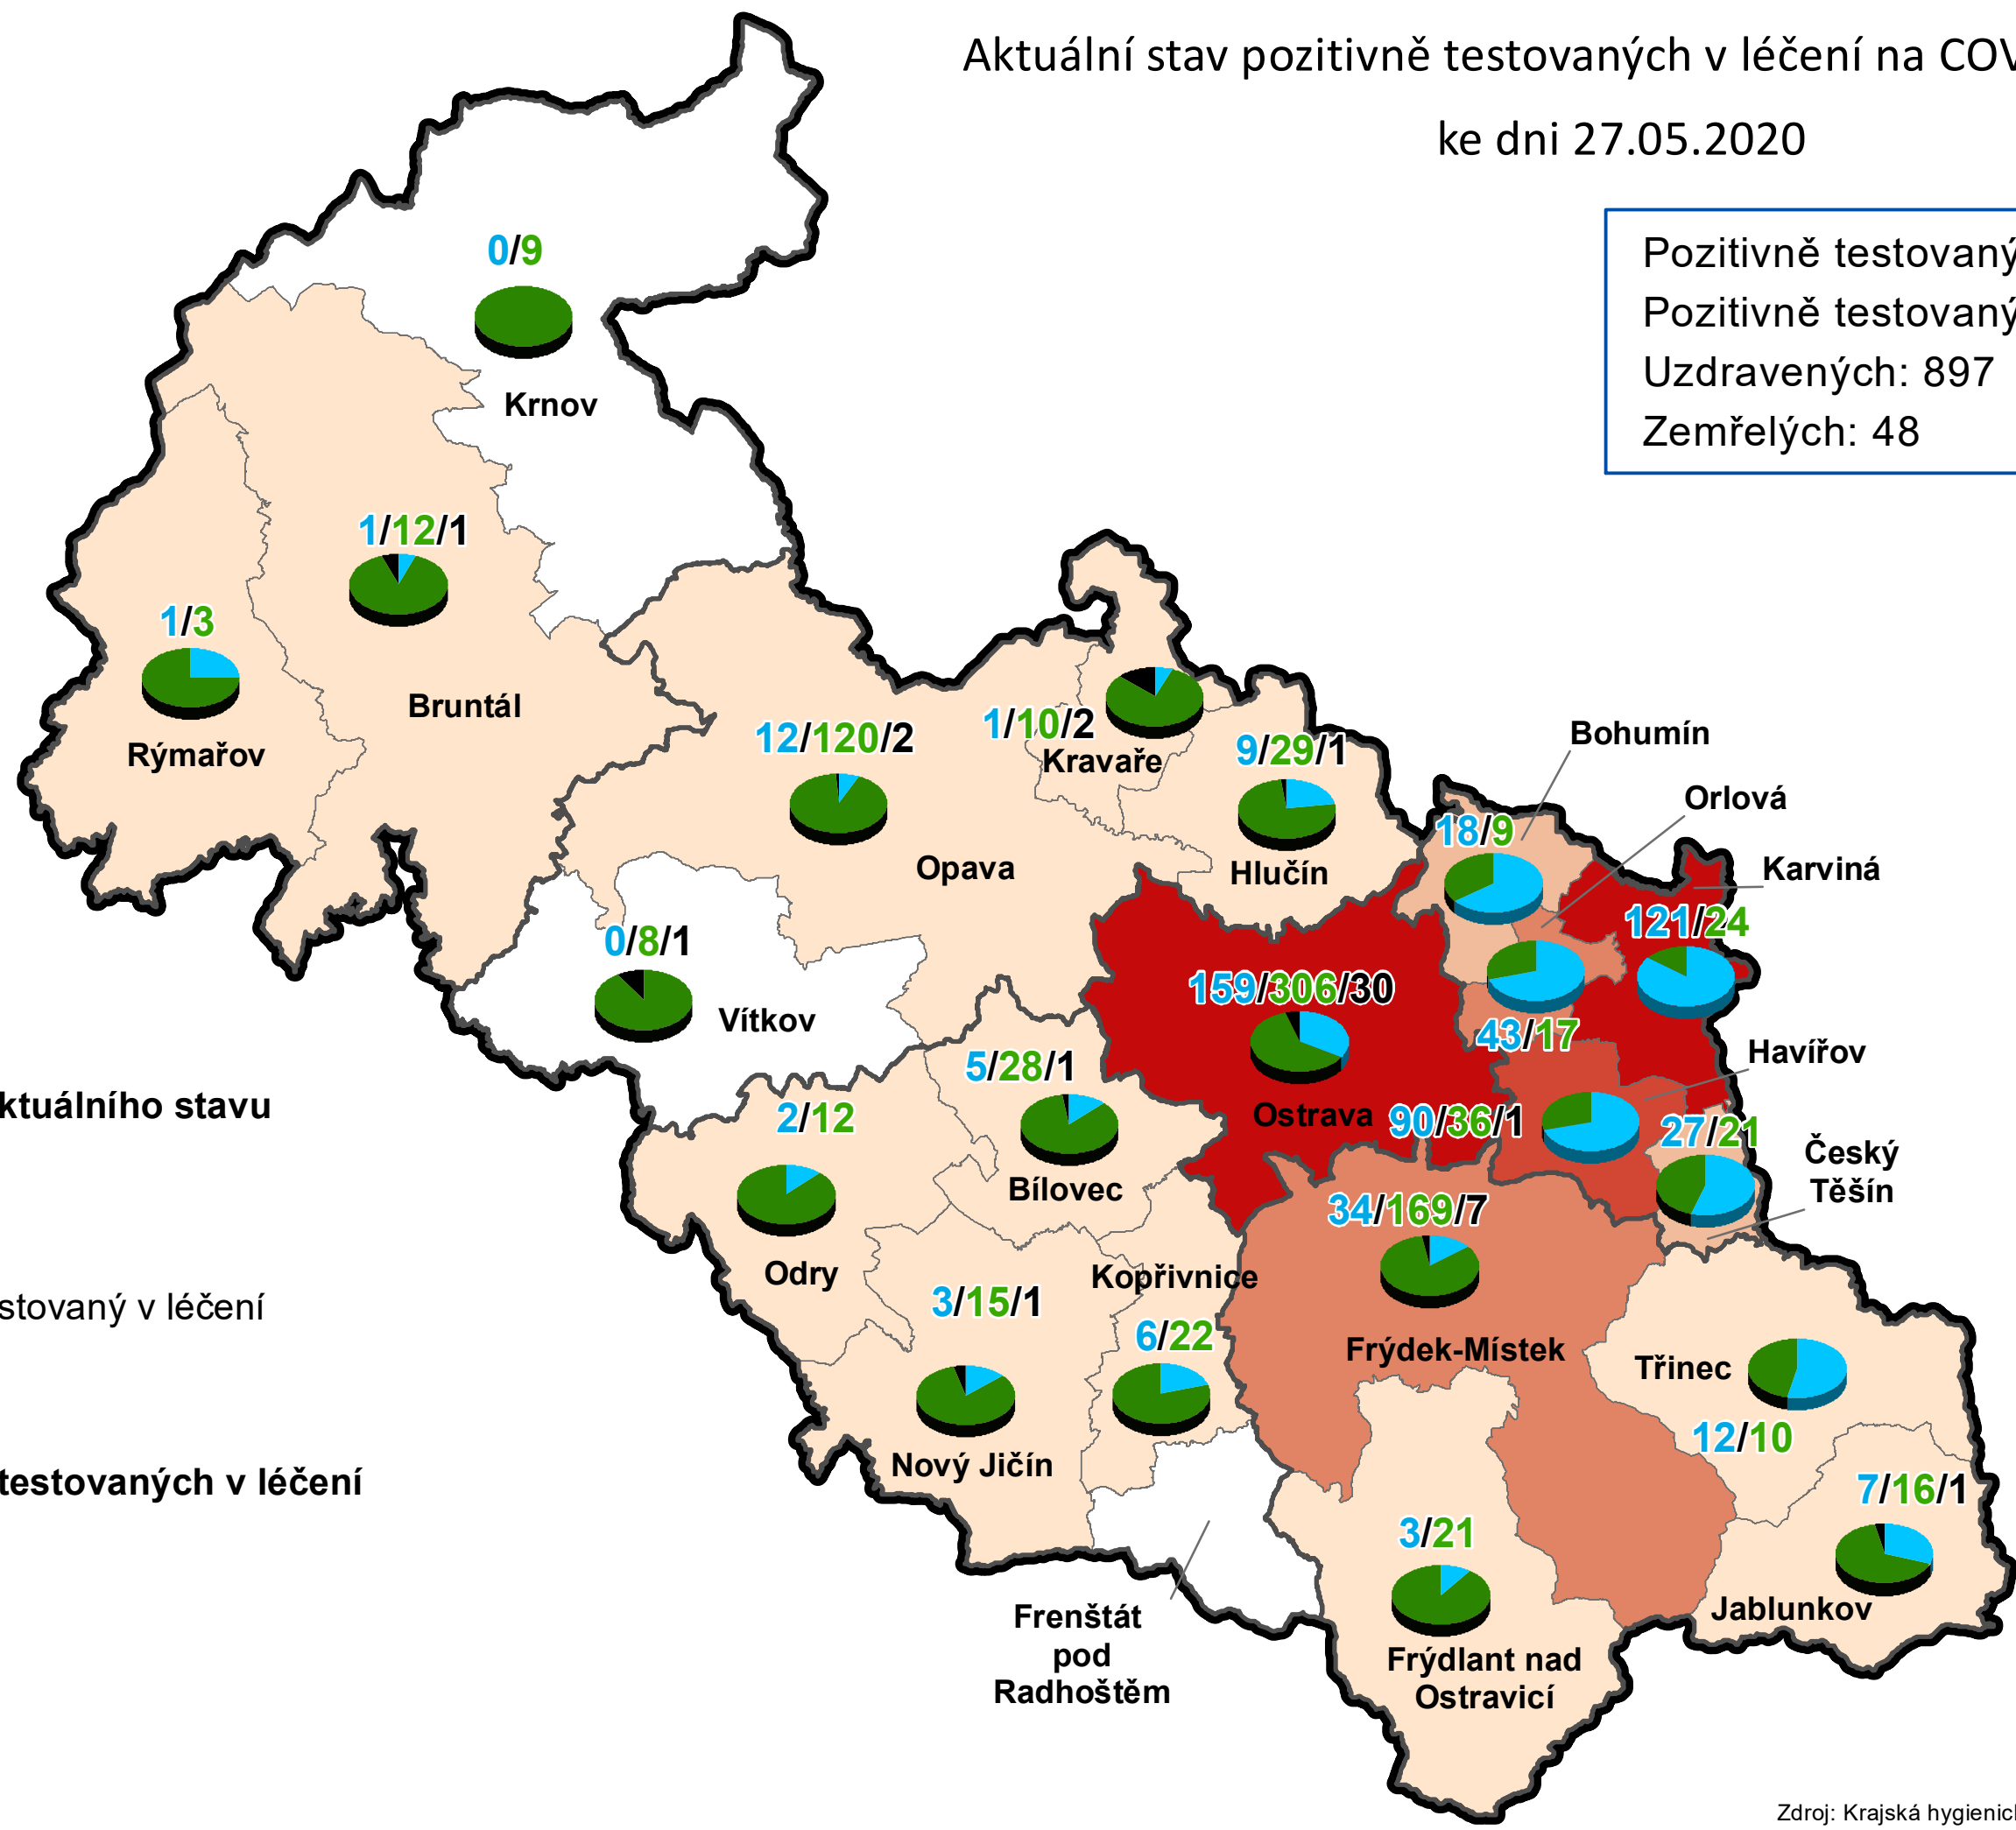 Aktuální stav pozitivně testovaných v léčení na COV
ke dni 27.05.2020
Pozitivně testovaný
Pozitivně testovaný
Uzdravených: 897
Zemřelých: 48
0/9
Krnov
1/12/1
Bruntál
1/3
Rýmařov
12/120/2
Opava
1/10/2
Kravaře
9/29/1
Hlučín
Bohumín
18/9
Orlová
43/17
Karviná
121/24
0/8/1
Vítkov
159/306/30
Ostrava
Havířov
90/36/1
27/21
Český
Těšín
5/28/1
Bílovec
2/12
Odry
34/169/7
Frýdek-Místek
3/15/1
Nový Jičín
Kopřivnice
6/22
Třinec
12/10
7/16/1
Jablunkov
3/21
Frýdlant nad
Ostravicí
Frenštát
pod
Radhoštěm
ktuálního stavu
stovaný v léčení
testovaných v léčení
Zdroj: Krajská hygienick